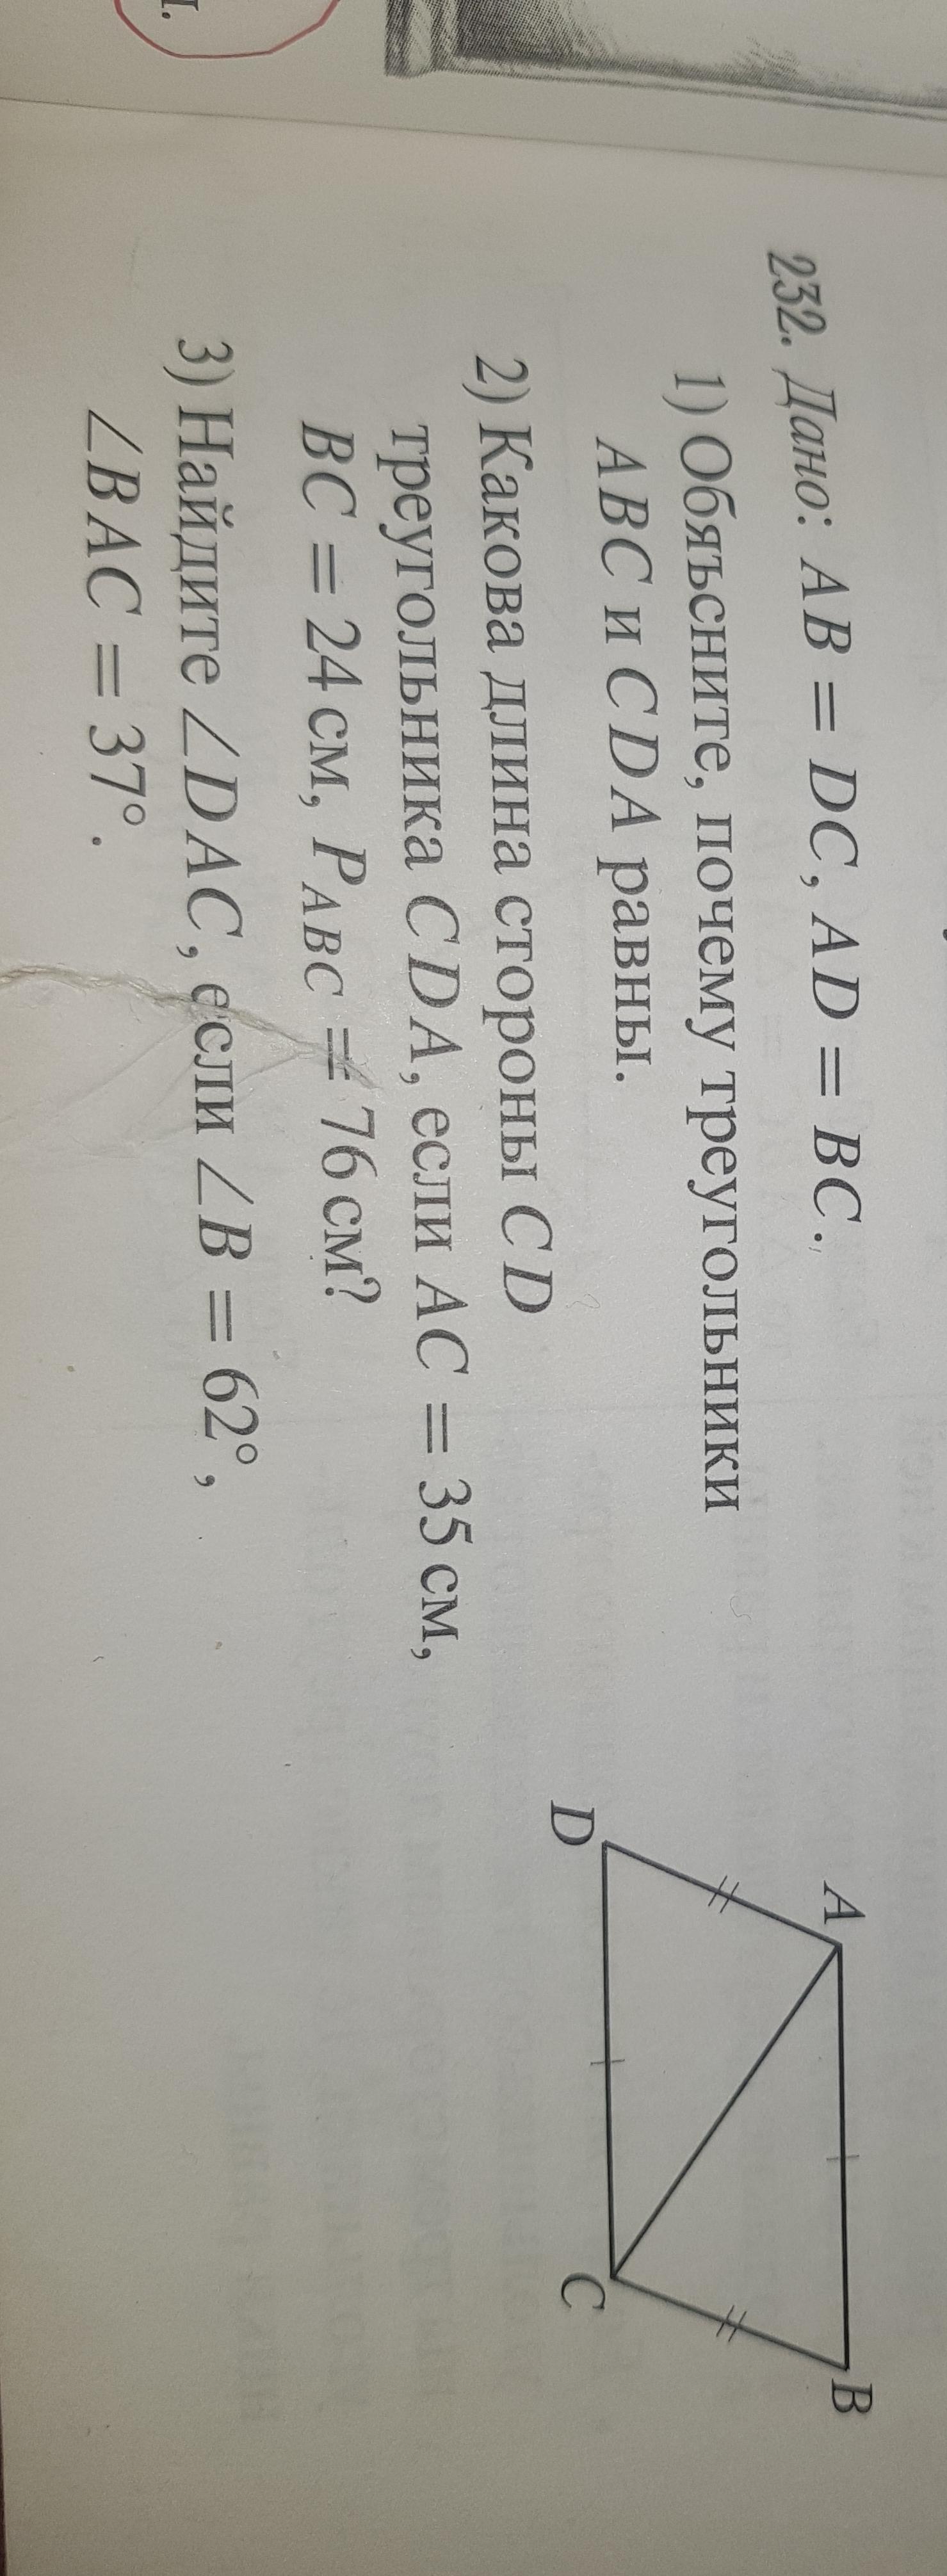 232. Дано: AB = DC, AD = BC.
1) Обяъсните, почему треугольники
ABC и CDA равны.
2) Какова длина стороны CD
треугольника CDA, если AC = 35 см,
BC = 24 см, P_ABC = 76 см?
3) Найдите ∠DAC, если ∠B = 62°,
∠BAC = 37°.
A
B
D
C